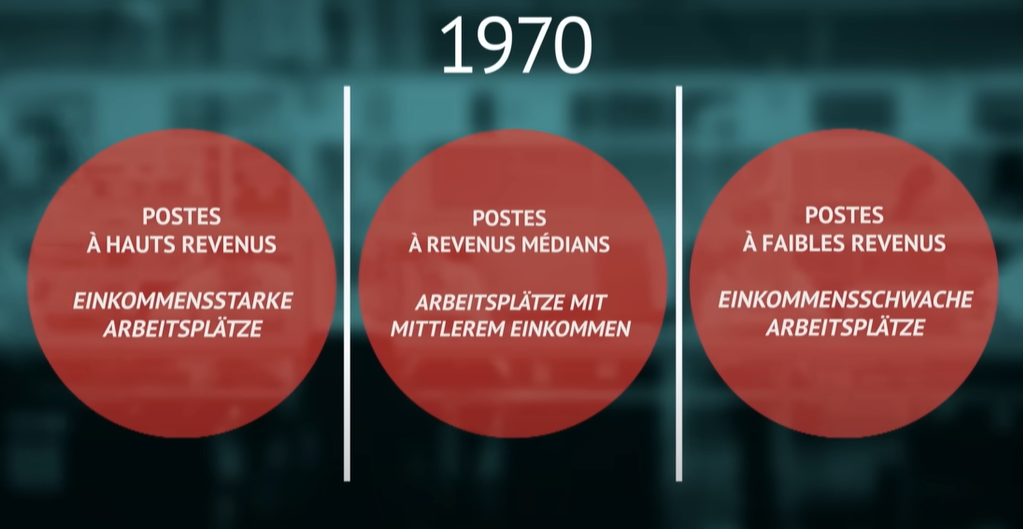 1970
POSTES
À HAUTS REVENUS
EINKOMMENSSTARKE
ARBEITSPLÄTZE
POSTES
À REVENUS MÉDIANS
ARBEITSPLÄTZE MIT
MITTLEREM EINKOMMEN
POSTES
À FAIBLES REVENUS
EINKOMMENSSCHWACHE
ARBEITSPLÄTZE